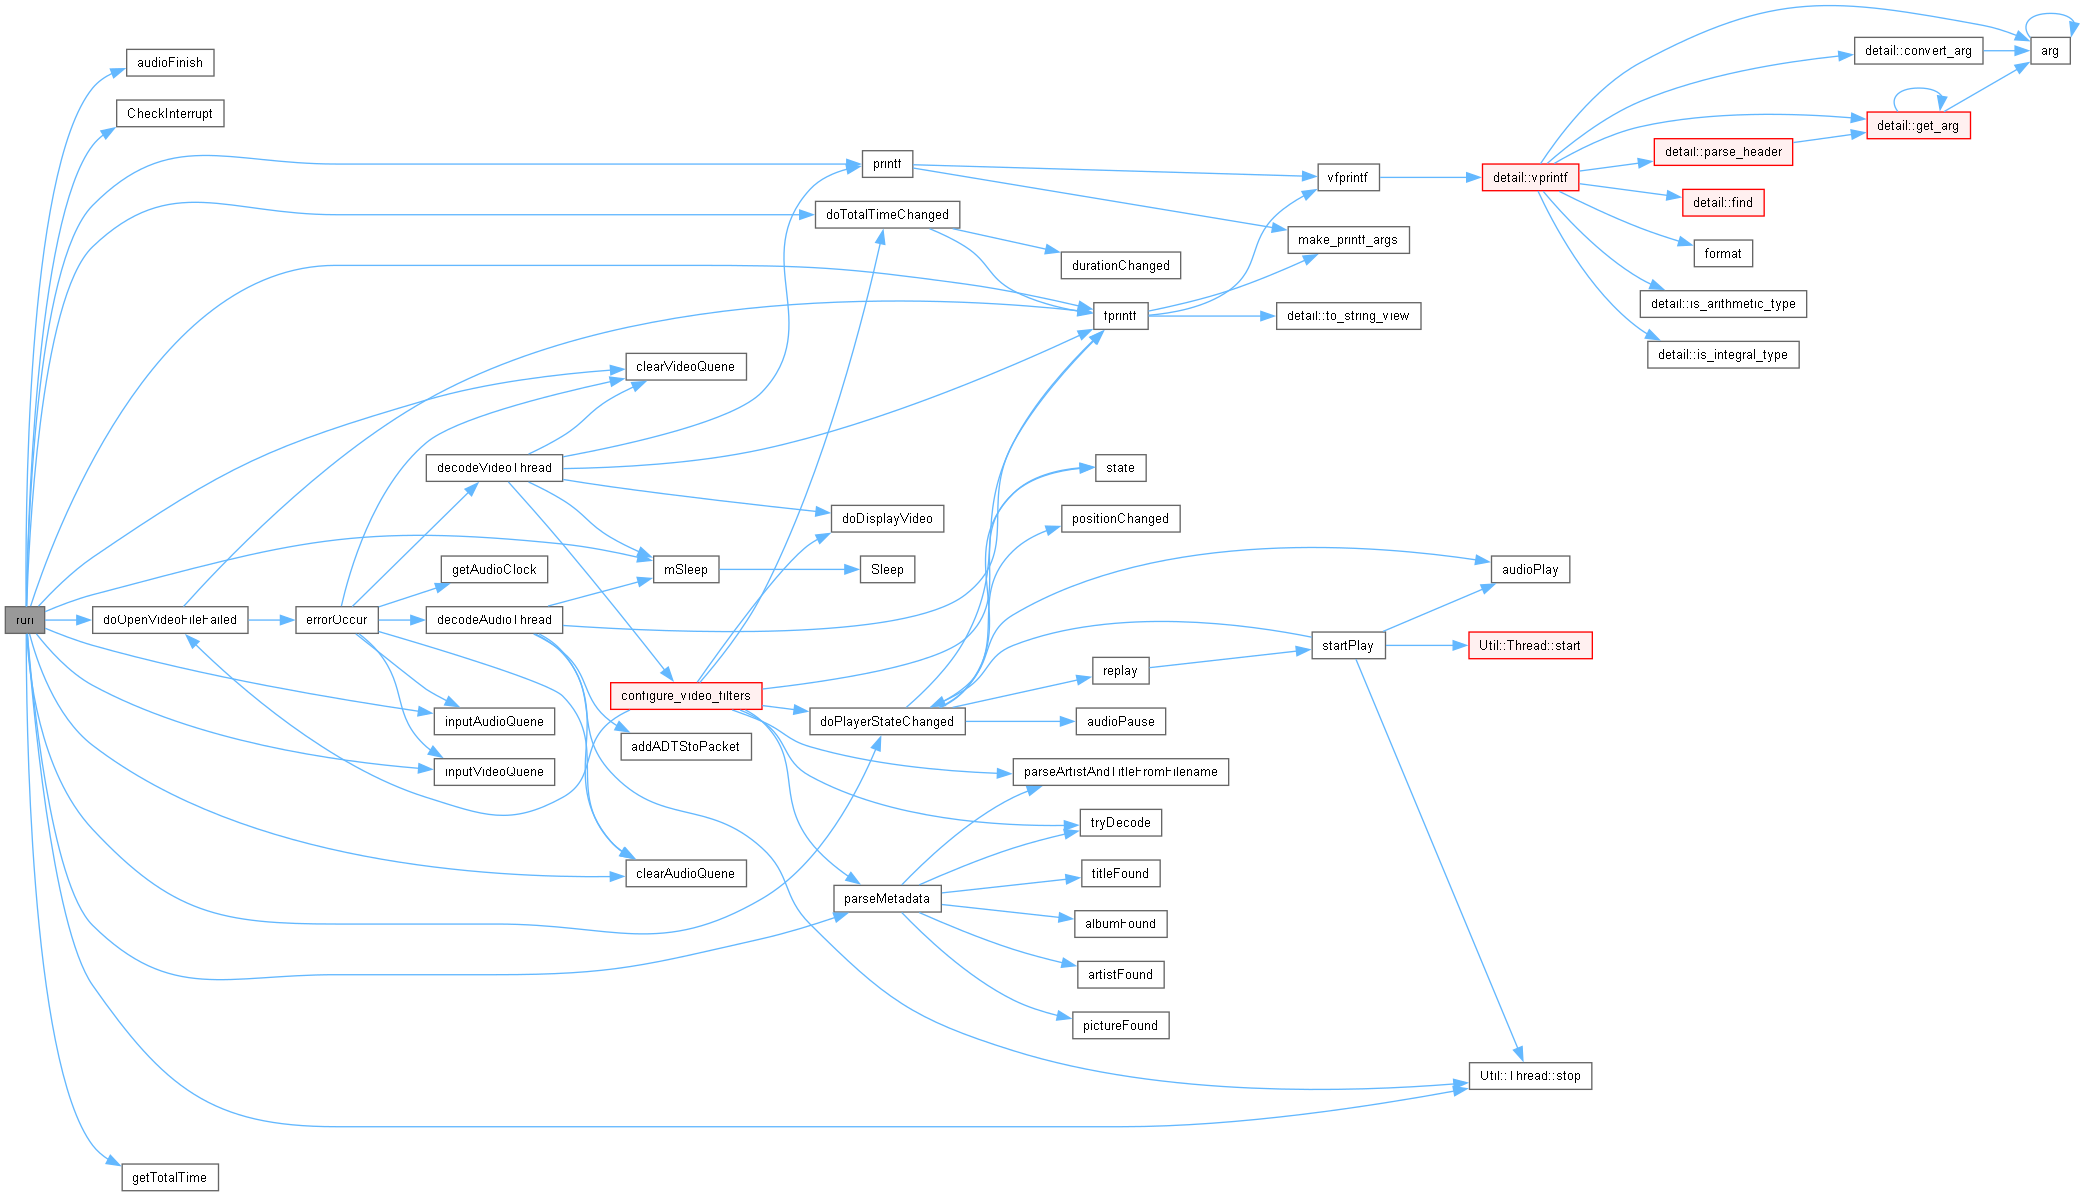 run
audioFinish
CheckInterrupt
printf
doTotalTimeChanged
durationChanged
fprintf
vfprintf
make_printf_args
detail::to_string_view
detail::vprintf
detail::convert_arg
arg
detail::get_arg
detail::parse_header
detail::find
format
detail::is_arithmetic_type
detail::is_integral_type
clearVideoQuene
decodeVideoThread
state
doDisplayVideo
positionChanged
getAudioClock
mSleep
Sleep
audioPlay
doOpenVideoFileFailed
errorOccur
decodeAudioThread
startPlay
Util::Thread::start
replay
configure_video_filters
inputAudioQuene
doPlayerStateChanged
audioPause
addADTStoPacket
inputVideoQuene
parseArtistAndTitleFromFilename
tryDecode
clearAudioQuene
titleFound
parseMetadata
albumFound
artistFound
pictureFound
Util::Thread::stop
getTotalTime